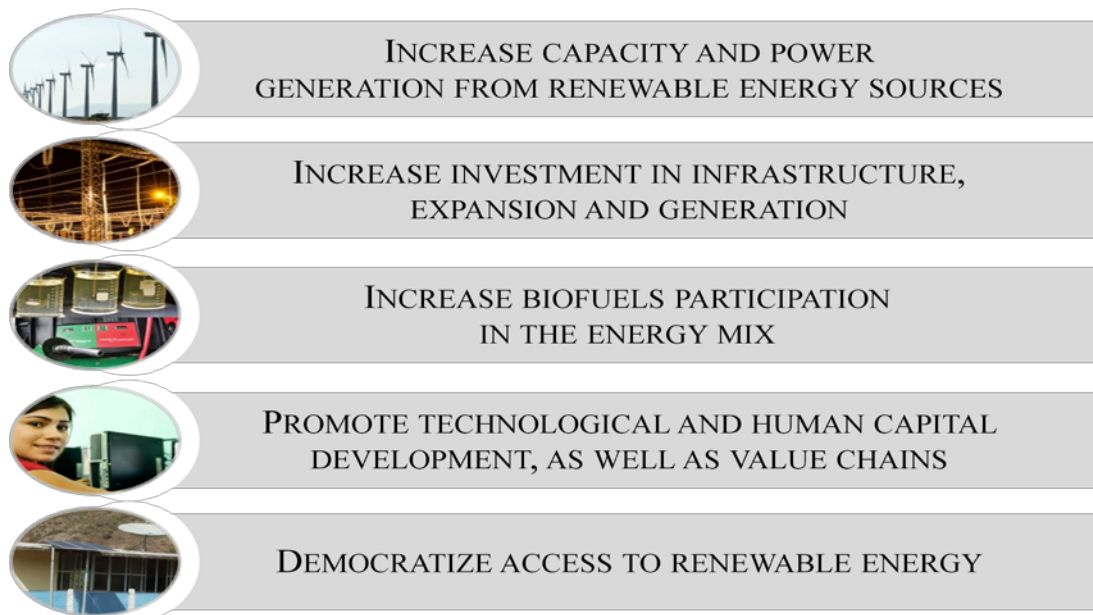 INCREASE CAPACITY AND POWER
GENERATION FROM RENEWABLE ENERGY SOURCES
INCREASE INVESTMENT IN INFRASTRUCTURE,
EXPANSION AND GENERATION
INCREASE BIOFUELS PARTICIPATION
IN THE ENERGY MIX
PROMOTE TECHNOLOGICAL AND HUMAN CAPITAL
DEVELOPMENT, AS WELL AS VALUE CHAINS
DEMOCRATIZE ACCESS TO RENEWABLE ENERGY